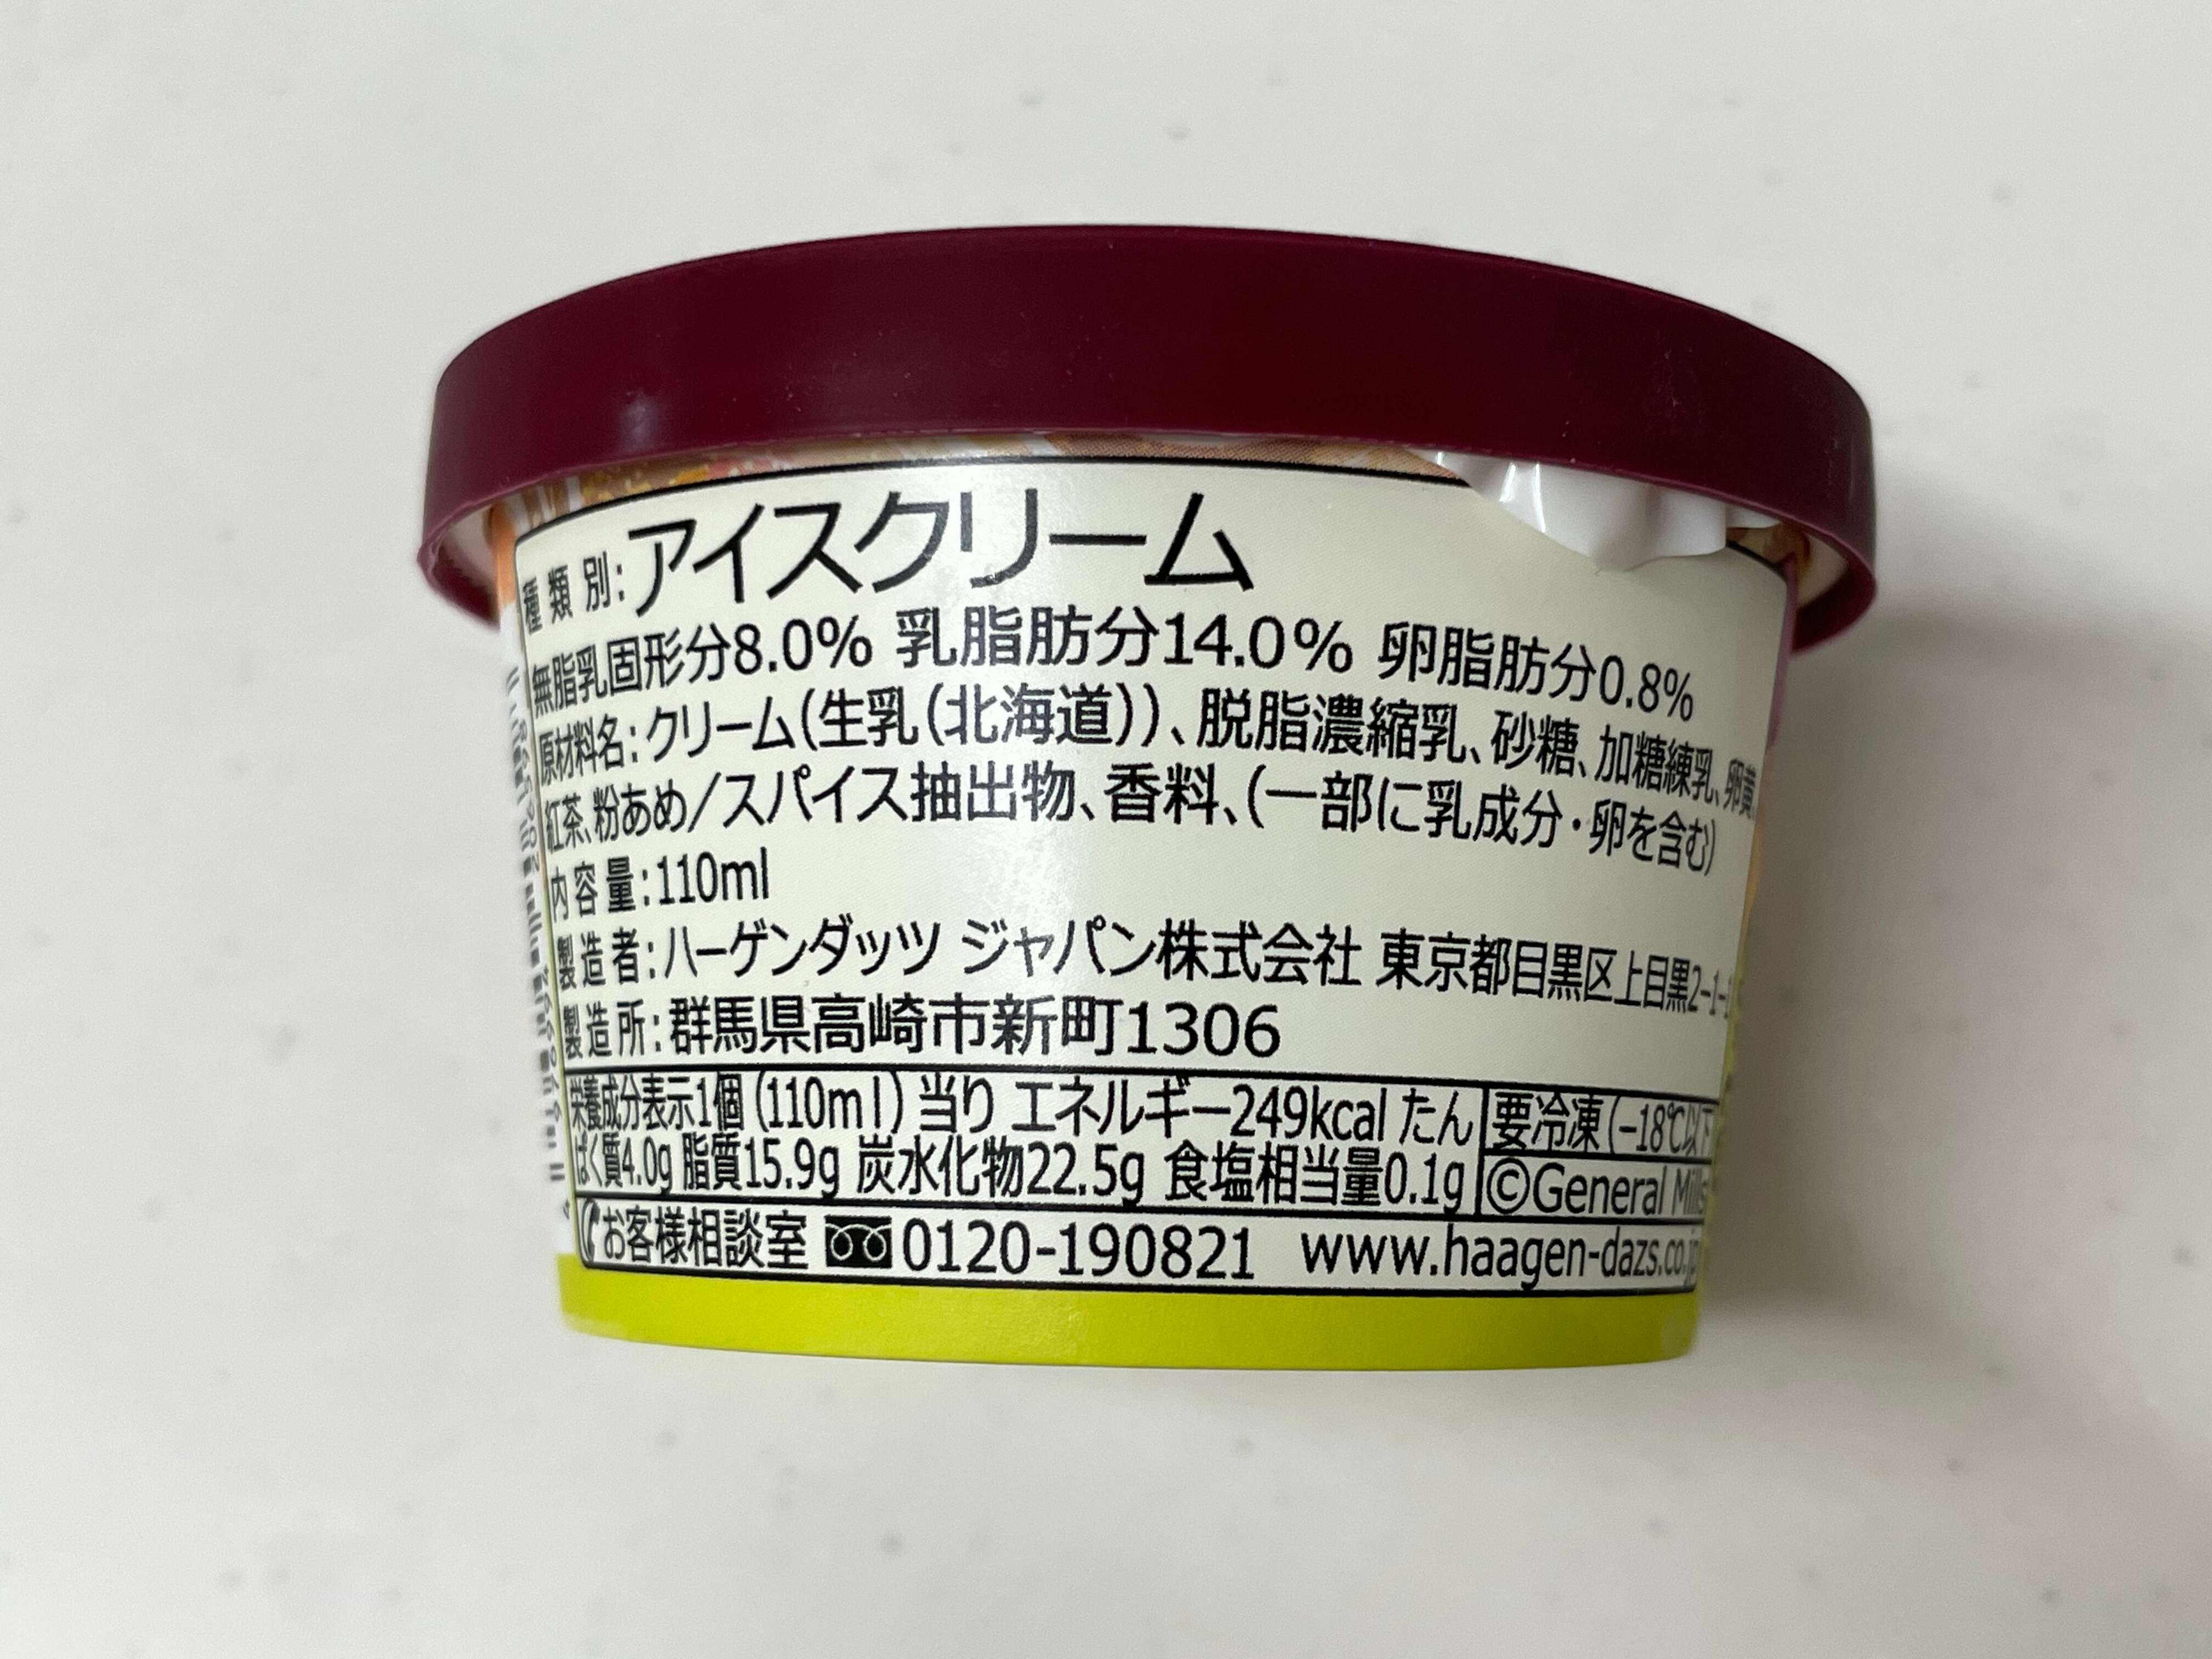 種類別:アイスクリーム
無脂乳固形分8.0% 乳脂肪分14.0% 卵脂肪分0.8%
原材料名:クリーム(生乳(北海道))、脱脂濃縮乳、砂糖、加糖練乳、卵黄、
紅茶、粉あめ/スパイス抽出物、香料、(一部に乳成分・卵を含む)
内容量:110ml
製造者:ハーゲンダッツ ジャパン株式会社 東京都目黒区上目黒2-1-1
製造所:群馬県高崎市新町1306
栄養成分表示1個(110ml)当り エネルギー249kcal たん
ぱく質4.0g 脂質15.9g 炭水化物22.5g 食塩相当量0.1g
要冷凍(-18℃以下
©General Mills
お客様相談室 0120-190821 www.haagen-dazs.co.jp